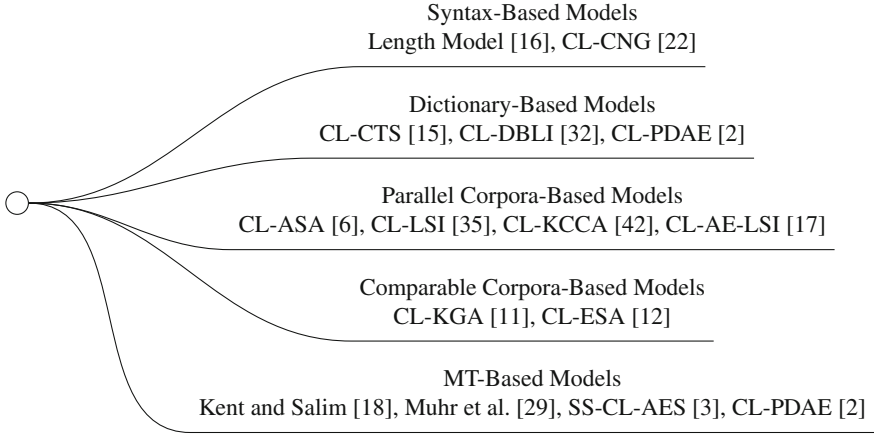 Syntax-Based Models
Length Model [16], CL-CNG [22]
Dictionary-Based Models
CL-CTS [15], CL-DBLI [32], CL-PDAE [2]
Parallel Corpora-Based Models
CL-ASA [6], CL-LSI [35], CL-KCCA [42], CL-AE-LSI [17]
Comparable Corpora-Based Models
CL-KGA [11], CL-ESA [12]
MT-Based Models
Kent and Salim [18], Muhr et al. [29], SS-CL-AES [3], CL-PDAE [2]